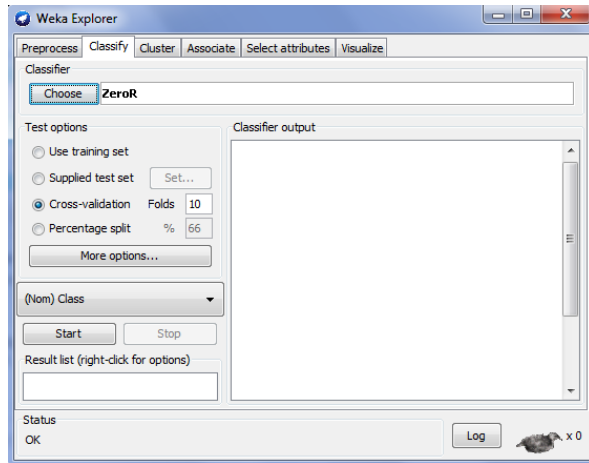 Weka Explorer
Preprocess Classify Cluster Associate Select attributes Visualize
Classifier
Choose ZeroR
Test options
Use training set
Supplied test set Set...
Cross-validation Folds 10
Percentage split % 66
More options...
(Nom) Class
Start Stop
Result list (right-click for options)
Classifier output
Status
OK
Log x 0